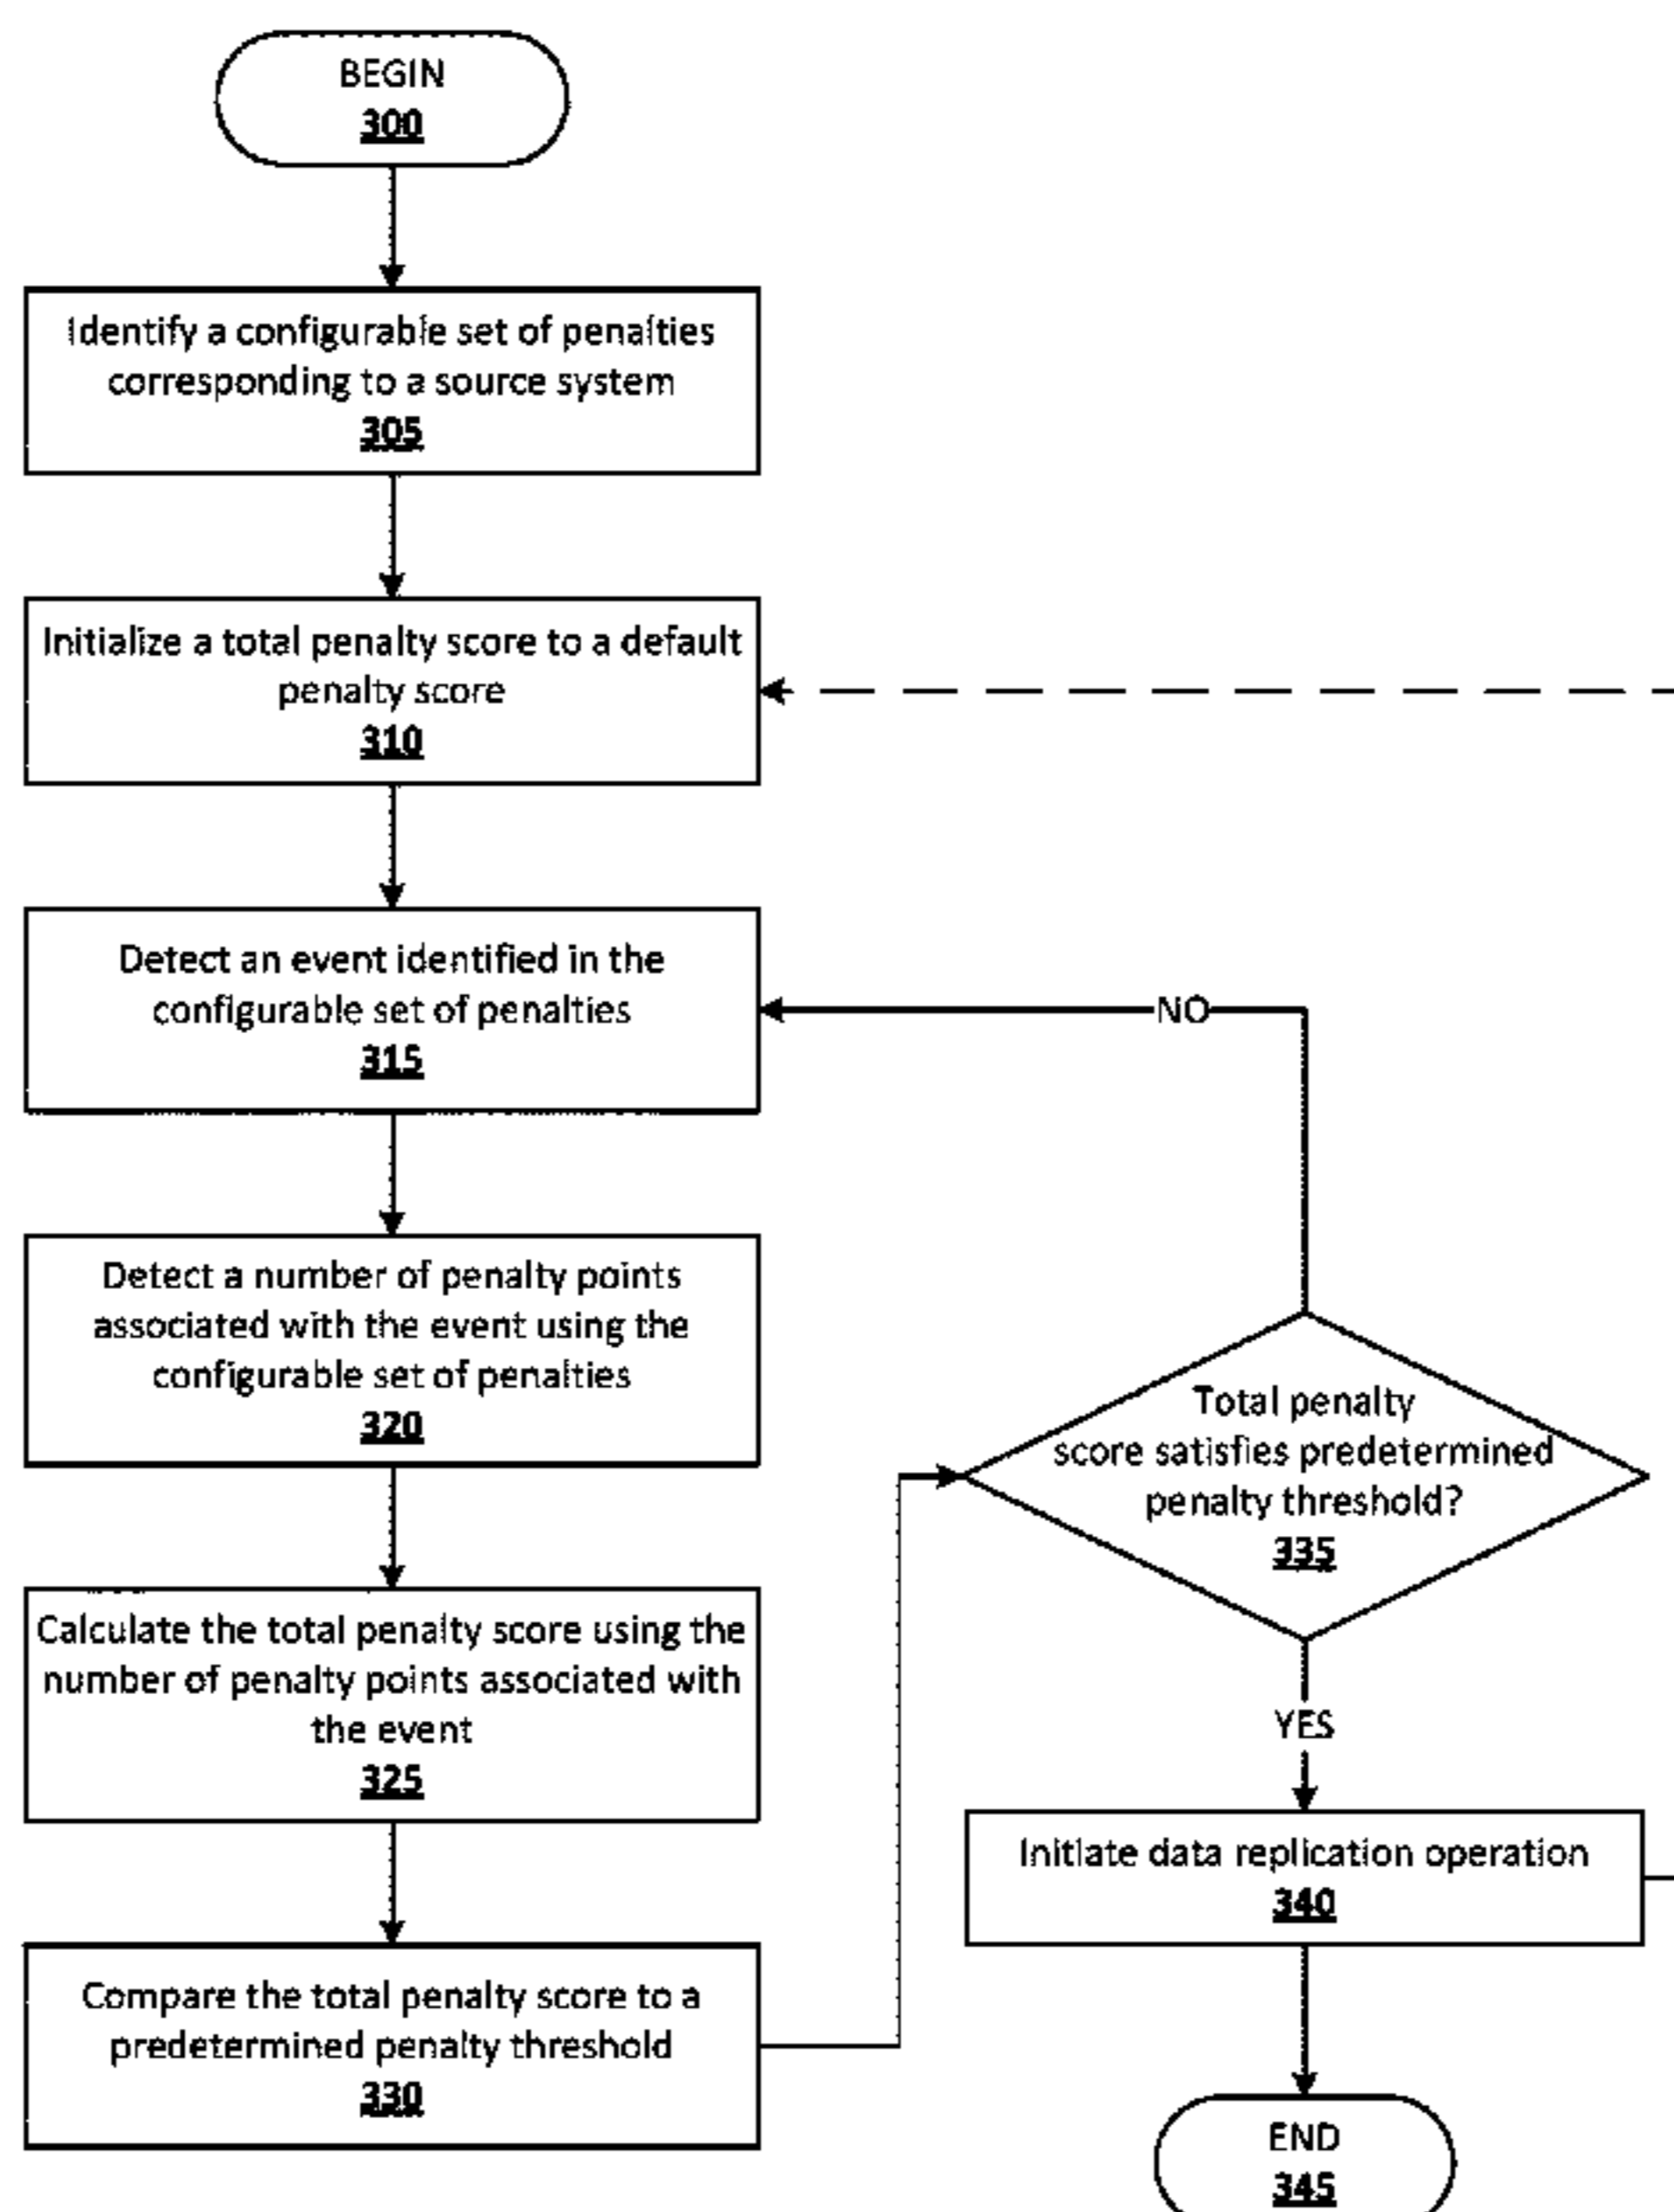 BEGIN
300
Identify a configurable set of penalties
corresponding to a source system
305
Initialize a total penalty score to a default
penalty score
310
Detect an event identified in the
configurable set of penalties
315
Detect a number of penalty points
associated with the event using the
configurable set of penalties
320
Calculate the total penalty score using the
number of penalty points associated with
the event
325
Compare the total penalty score to a
predetermined penalty threshold
330
NO
Total penalty
score satisfies predetermined
penalty threshold?
335
YES
Initiate data replication operation
340
END
345